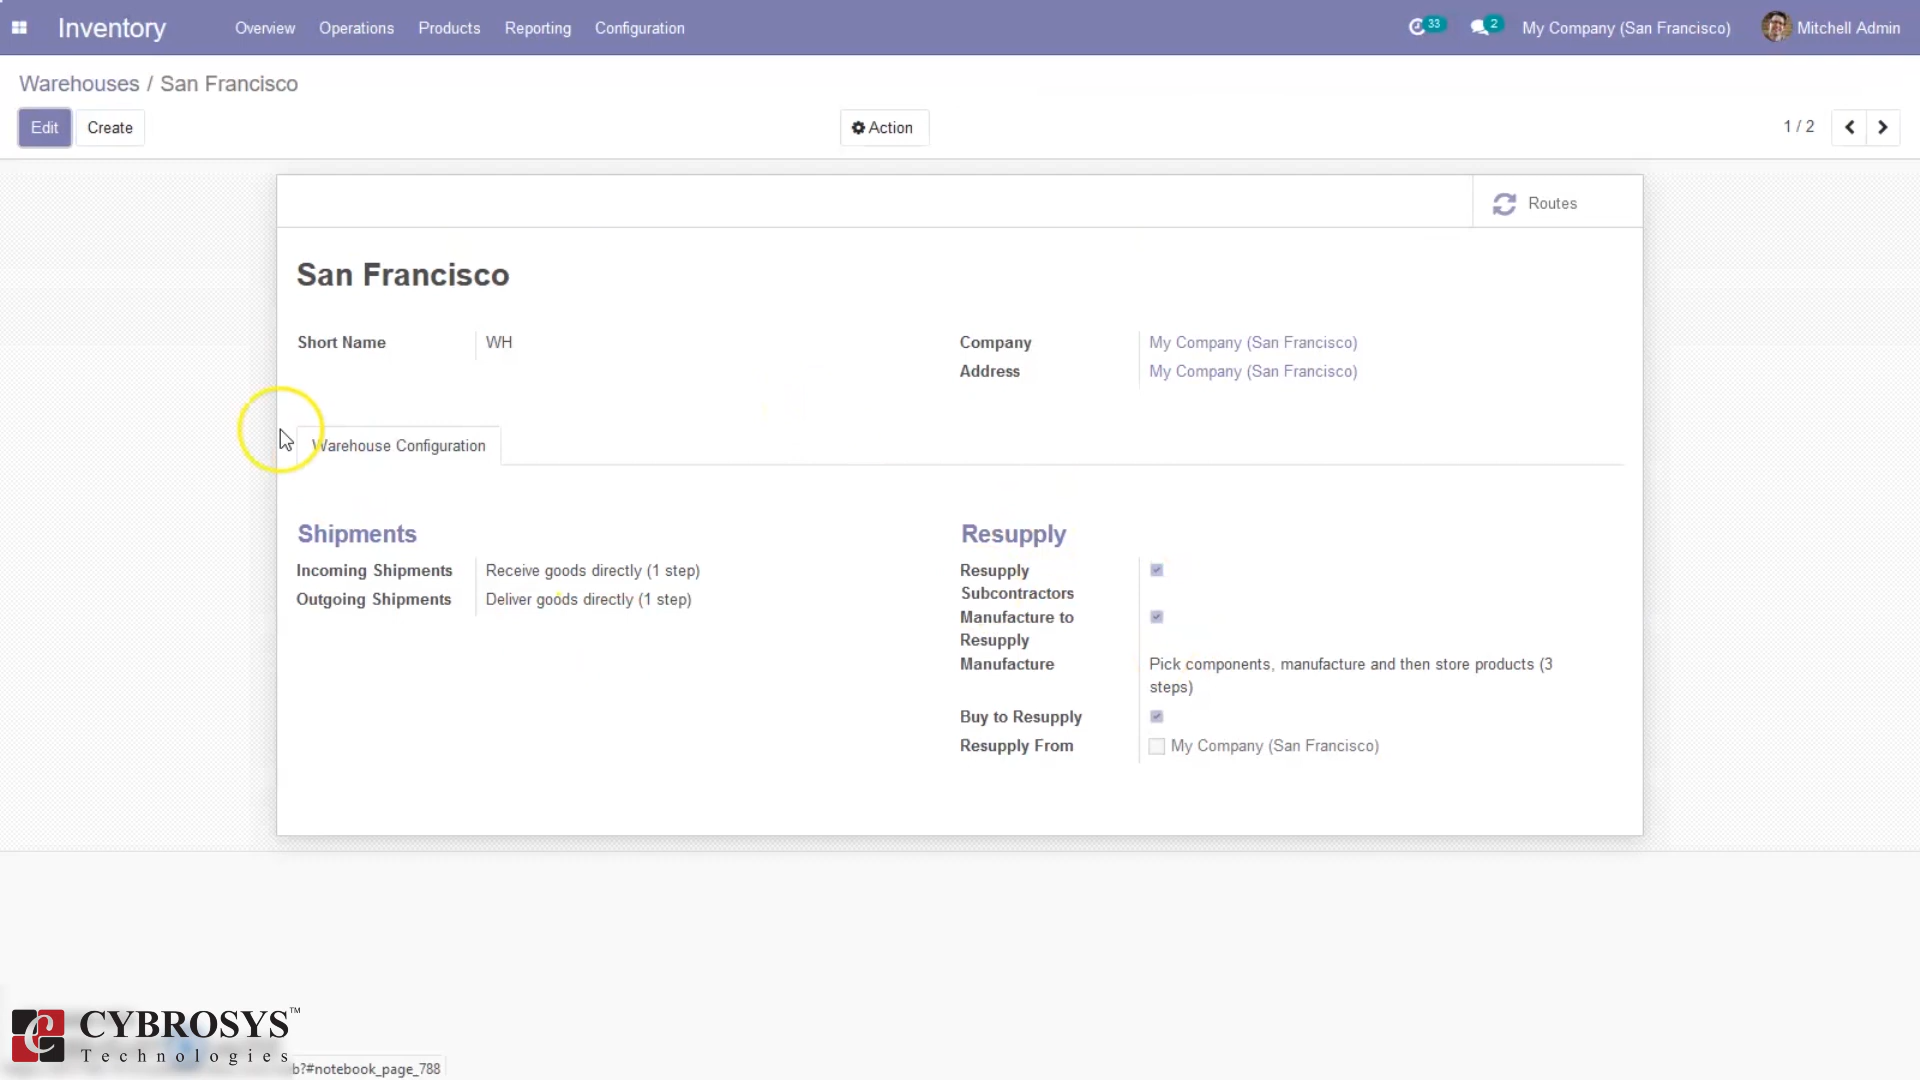 Inventory Overview Operations Products Reporting Configuration 33 2 My Company (San Francisco) Mitchell Admin
Warehouses / San Francisco
Edit Create Action 1 / 2
Routes
San Francisco
Short Name WH
Company My Company (San Francisco)
Address My Company (San Francisco)
Warehouse Configuration
Shipments
Incoming Shipments Receive goods directly (1 step)
Outgoing Shipments Deliver goods directly (1 step)
Resupply
Resupply
Subcontractors
Manufacture to
Resupply
Manufacture Pick components, manufacture and then store products (3
steps)
Buy to Resupply
Resupply From My Company (San Francisco)
CYBROSYS™
Technologies
b?#notebook_page_788